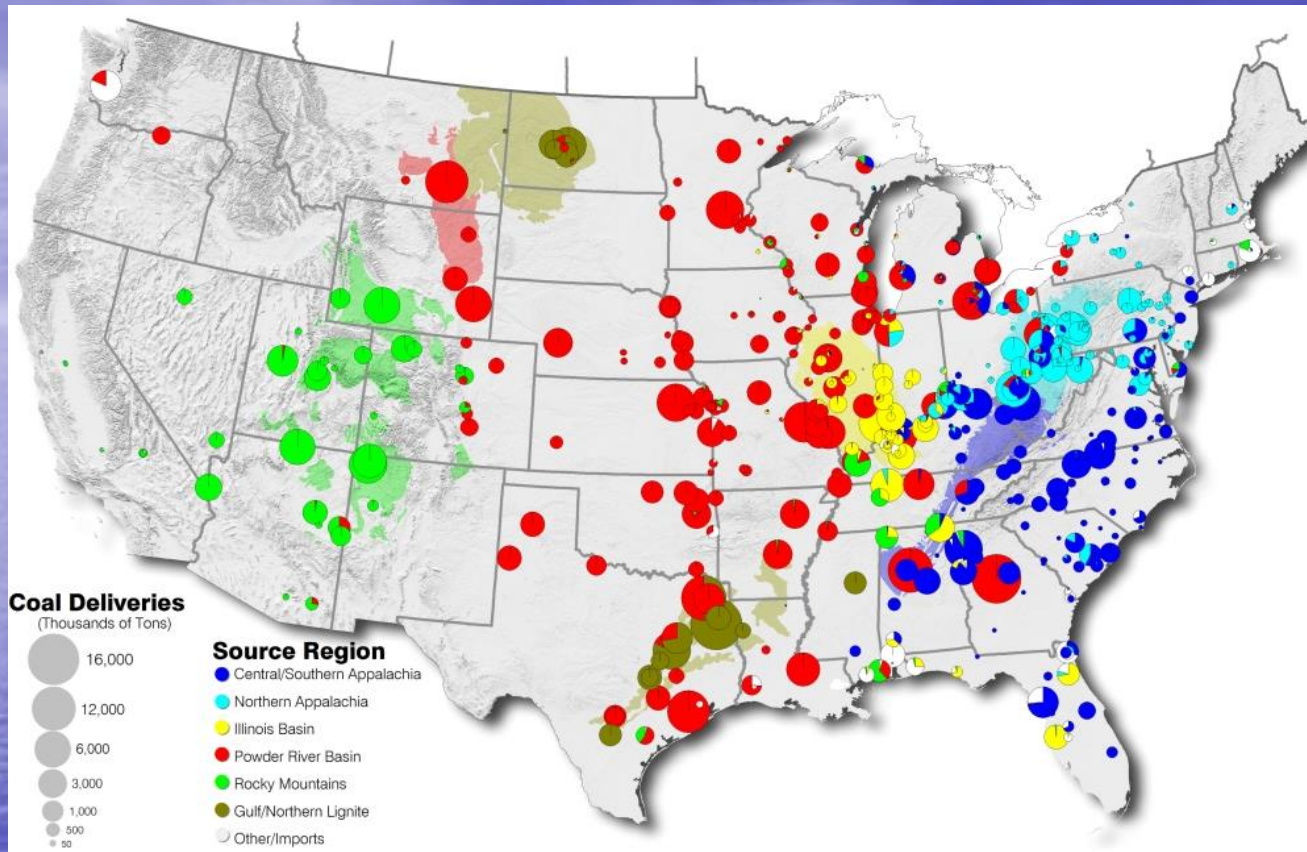 Coal Deliveries
(Thousands of Tons)
16,000
12,000
6,000
3,000
1,000
500
50
Source Region
Central/Southern Appalachia
Northern Appalachia
Illinois Basin
Powder River Basin
Rocky Mountains
Gulf/Northern Lignite
Other/Imports